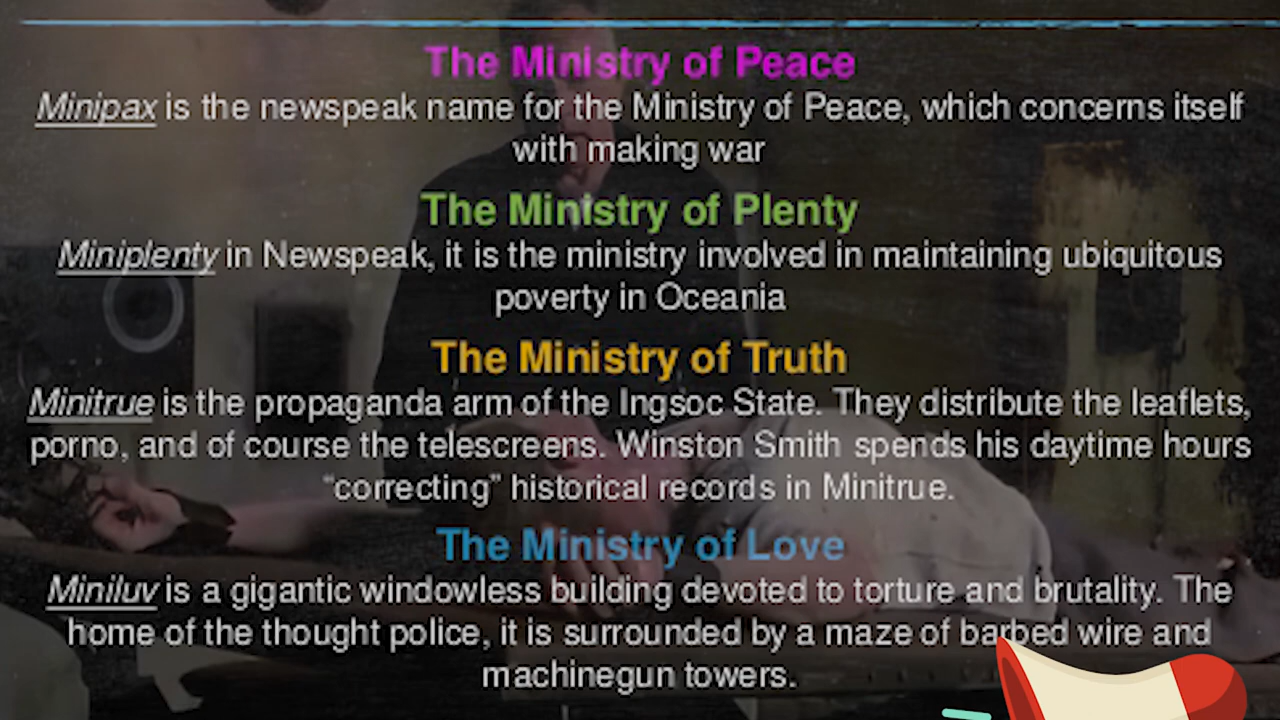 The Ministry of Peace
Minipax is the newspeak name for the Ministry of Peace, which concerns itself
with making war
The Ministry of Plenty
Miniplenty in Newspeak, it is the ministry involved in maintaining ubiquitous
poverty in Oceania
The Ministry of Truth
Minitrue is the propaganda arm of the Ingsoc State. They distribute the leaflets,
porno, and of course the telescreens. Winston Smith spends his daytime hours
“correcting” historical records in Minitrue.
The Ministry of Love
Miniluv is a gigantic windowless building devoted to torture and brutality. The
home of the thought police, it is surrounded by a maze of barbed wire and
machinegun towers.